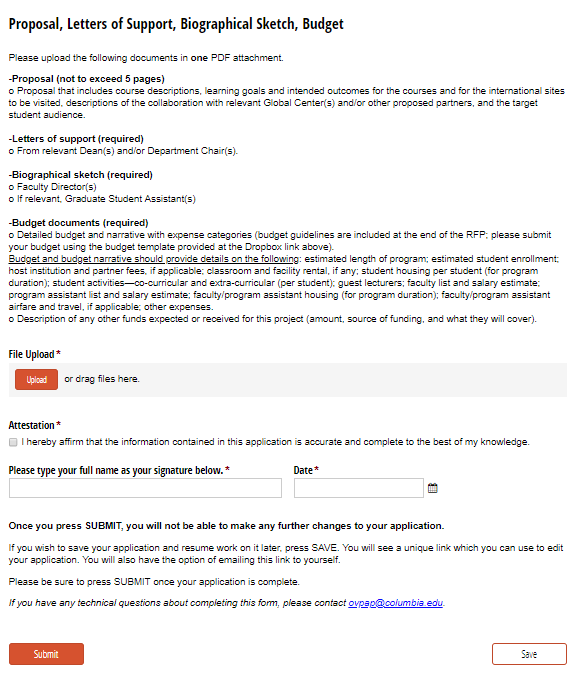 Proposal, Letters of Support, Biographical Sketch, Budget
Please upload the following documents in one PDF attachment.
-Proposal (not to exceed 5 pages)
o Proposal that includes course descriptions, learning goals and intended outcomes for the courses and for the international sites
to be visited, descriptions of the collaboration with relevant Global Center(s) and/or other proposed partners, and the target
student audience.
-Letters of support (required)
o From relevant Dean(s) and/or Department Chair(s).
-Biographical sketch (required)
o Faculty Director(s)
o If relevant, Graduate Student Assistant(s)
-Budget documents (required)
o Detailed budget and narrative with expense categories (budget guidelines are included at the end of the RFP; please submit
your budget using the budget template provided at the Dropbox link above).
Budget and budget narrative should provide details on the following: estimated length of program; estimated student enrollment;
host institution and partner fees, if applicable; classroom and facility rental, if any; student housing per student (for program
duration); student activities—co-curricular and extra-curricular (per student); guest lecturers; faculty list and salary estimate;
program assistant list and salary estimate; faculty/program assistant housing (for program duration); faculty/program assistant
airfare and travel, if applicable; other expenses.
o Description of any other funds expected or received for this project (amount, source of funding, and what they will cover).
File Upload *
Upload or drag files here.
Attestation *
I hereby affirm that the information contained in this application is accurate and complete to the best of my knowledge.
Please type your full name as your signature below. * Date *
Once you press SUBMIT, you will not be able to make any further changes to your application.
If you wish to save your application and resume work on it later, press SAVE. You will see a unique link which you can use to edit
your application. You will also have the option of emailing this link to yourself.
Please be sure to press SUBMIT once your application is complete.
If you have any technical questions about completing this form, please contact ovpap@columbia.edu.
Submit Save